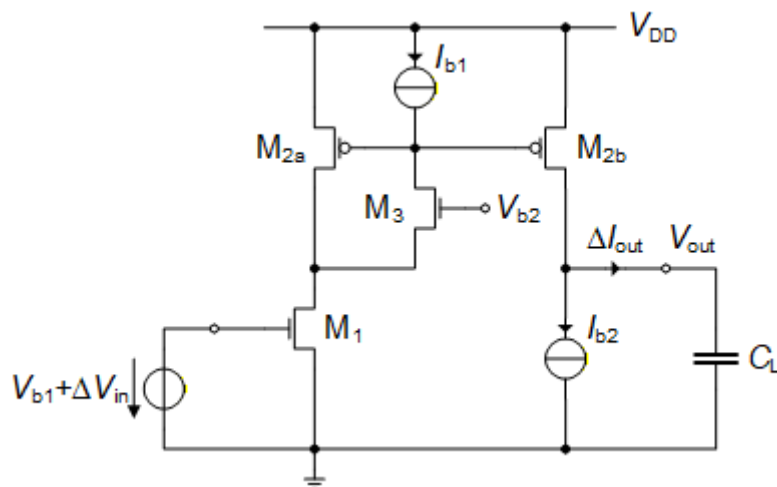 V_DD
I_b1
M_2a
M_2b
M_3
V_b2
ΔI_out
V_out
M_1
I_b2
C_L
V_b1+ΔV_in